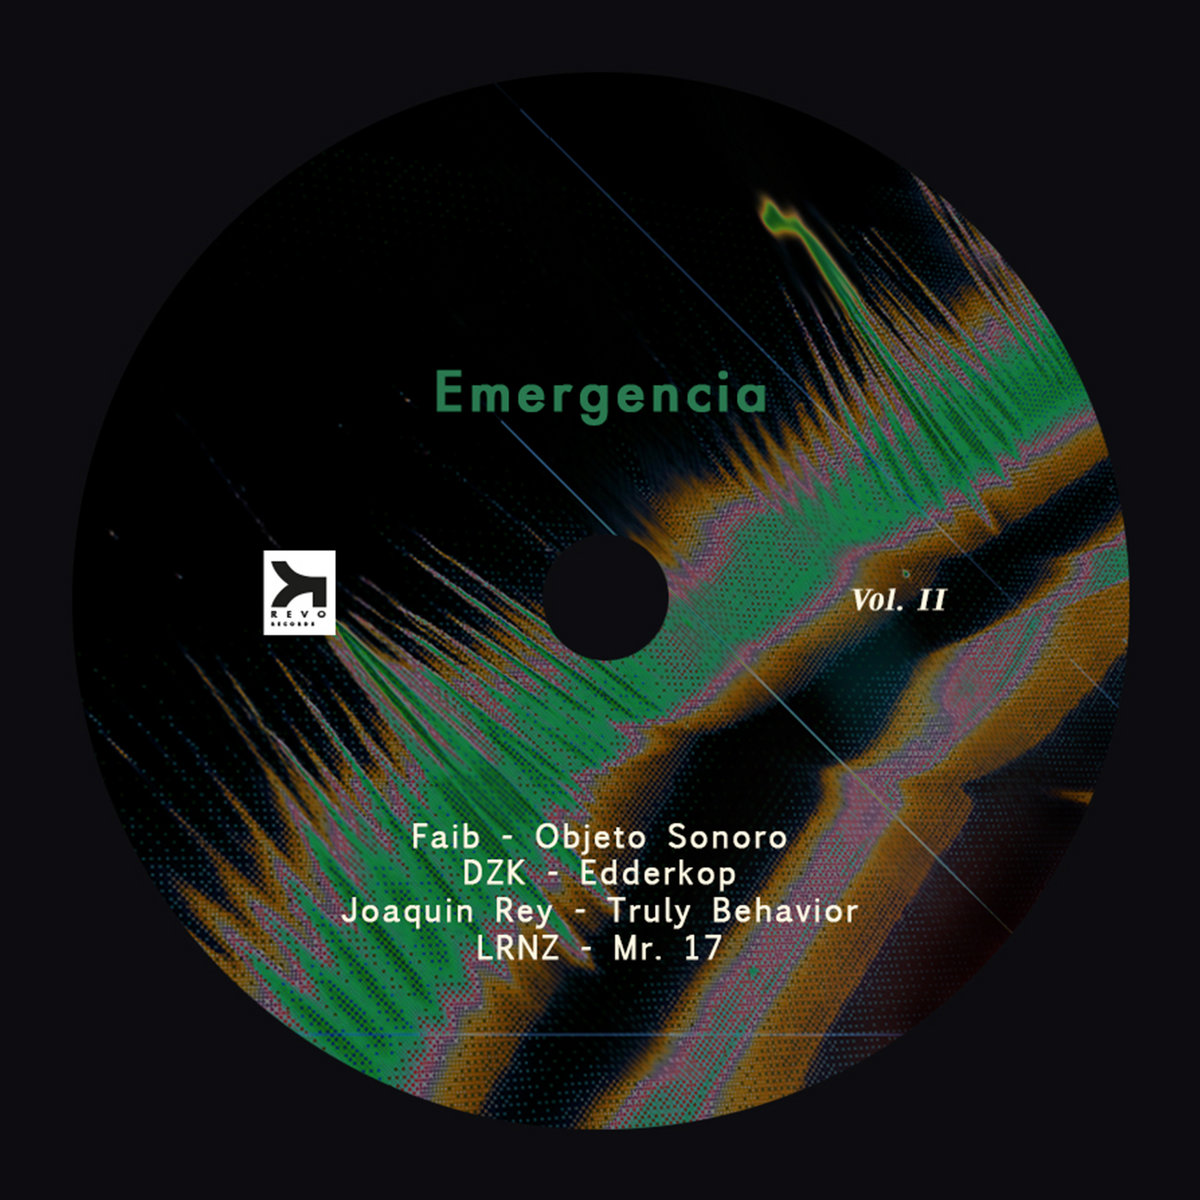 Emergencia
REVO
RECORDS
Vol. II
Faib - Objeto Sonoro
DZK - Edderkop
Joaquin Rey - Truly Behavior
LRNZ - Mr. 17